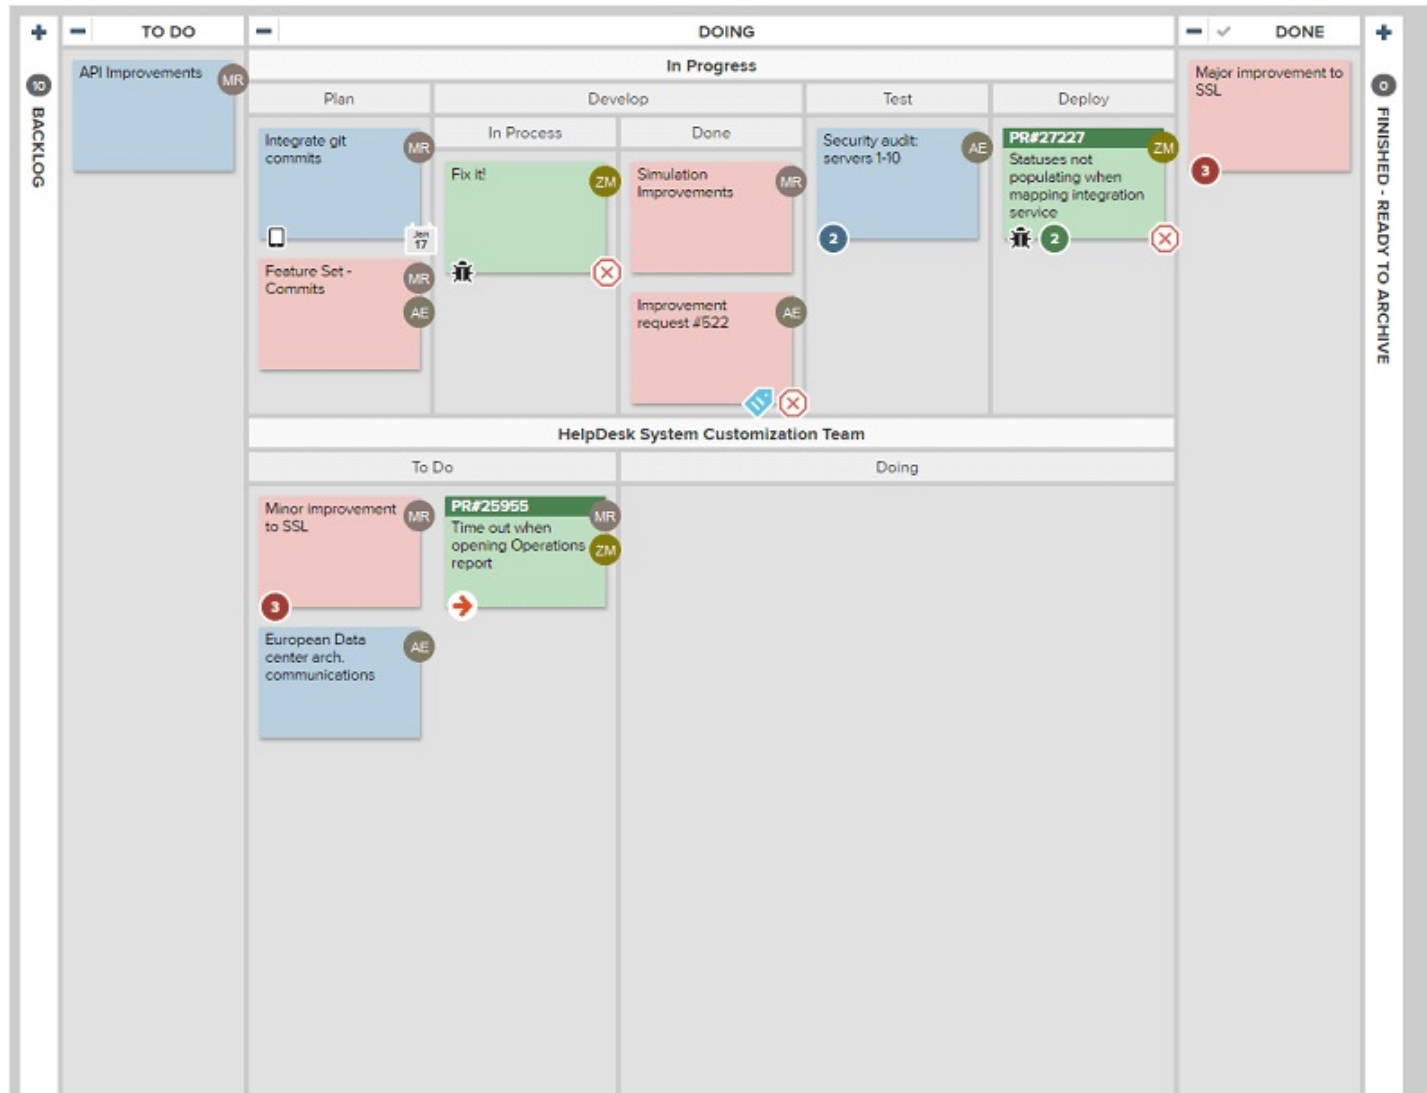 TO DO
DOING
DONE
10
BACKLOG
API Improvements
MR
In Progress
Plan
Develop
Test
Deploy
In Process
Done
Integrate git
commits
MR
Jan
17
Feature Set -
Commits
MR
AE
Fix it!
ZM
Simulation
Improvements
MR
Improvement
request #522
AE
Security audit:
servers 1-10
AE
2
PR#27227
ZM
Statuses not
populating when
mapping integration
service
2
HelpDesk System Customization Team
To Do
Doing
Minor improvement
to SSL
MR
3
European Data
center arch.
communications
AE
PR#25955
MR
Time out when
opening Operations
report
ZM
Major improvement to
SSL
3
0
FINISHED - READY TO ARCHIVE